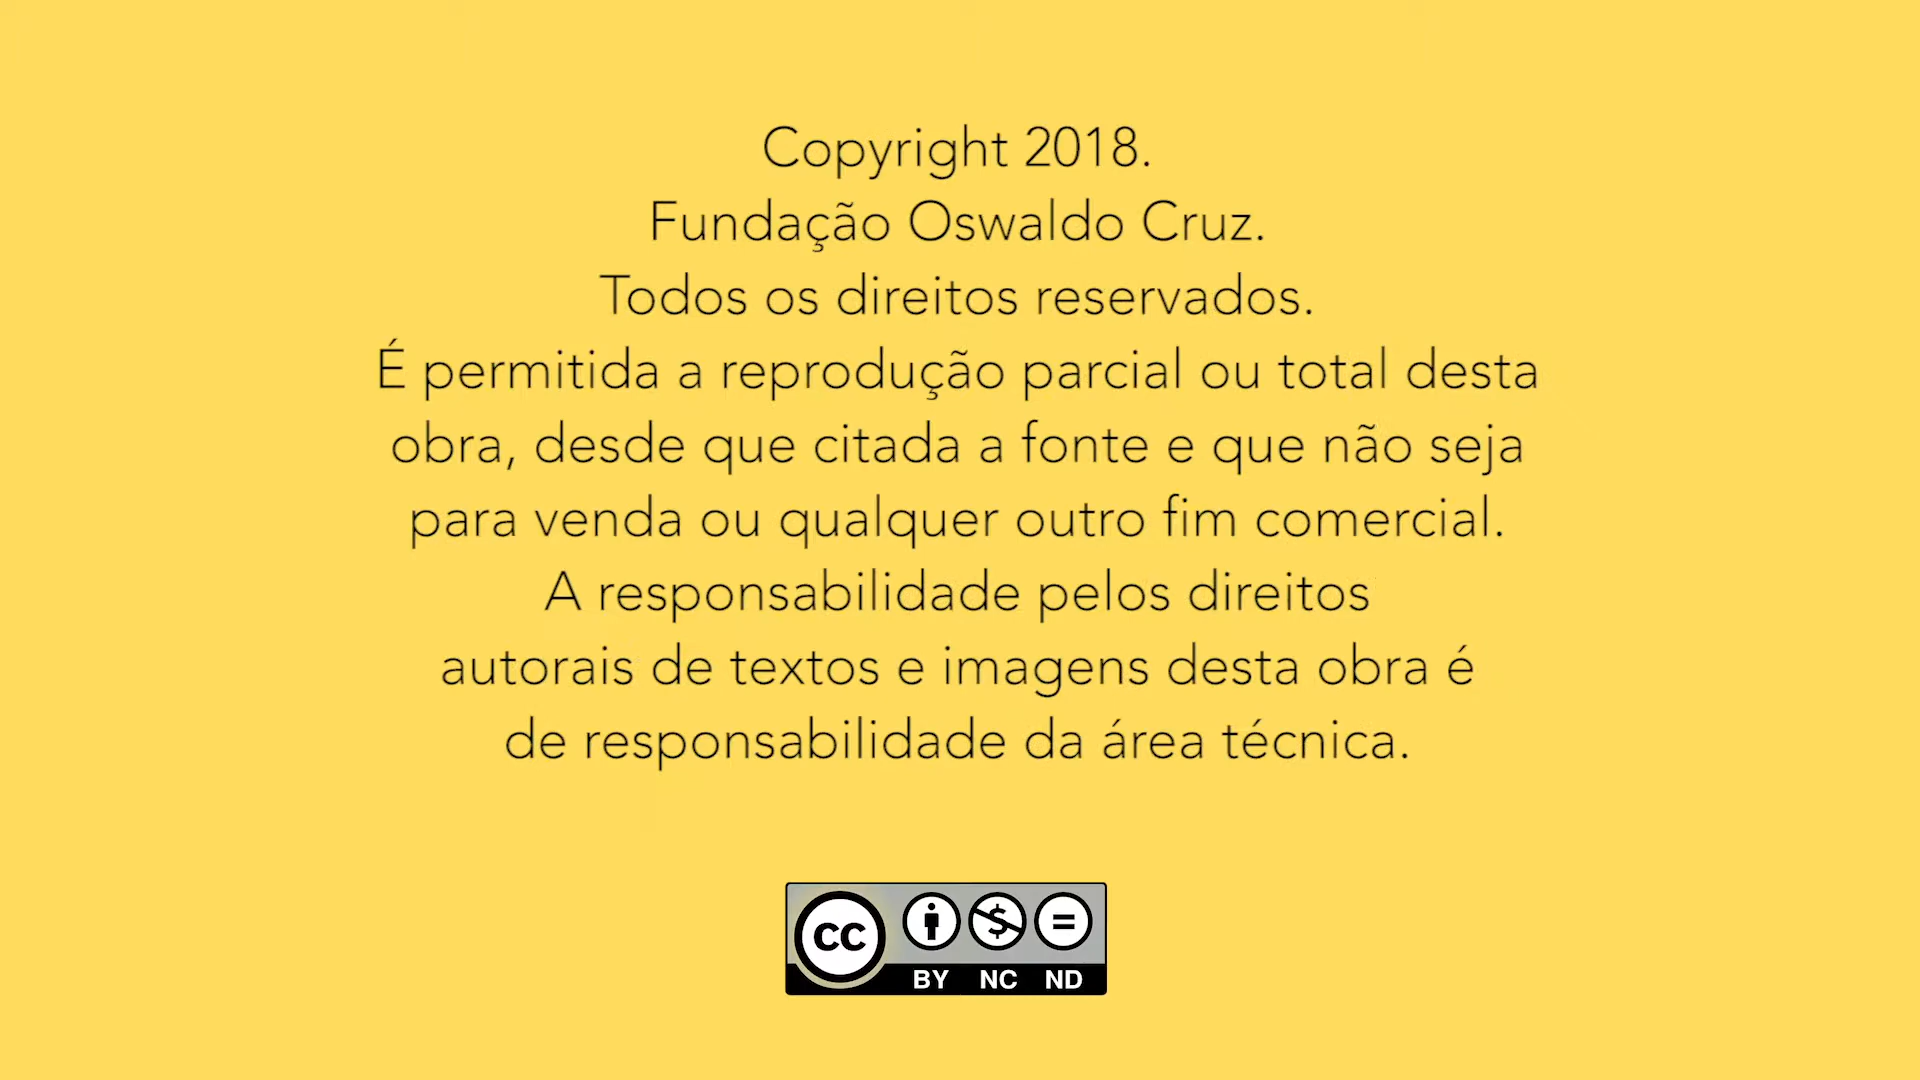 Copyright 2018.
Fundação Oswaldo Cruz.
Todos os direitos reservados.
É permitida a reprodução parcial ou total desta
obra, desde que citada a fonte e que não seja
para venda ou qualquer outro fim comercial.
A responsabilidade pelos direitos
autorais de textos e imagens desta obra é
de responsabilidade da área técnica.
cc
BY NC ND